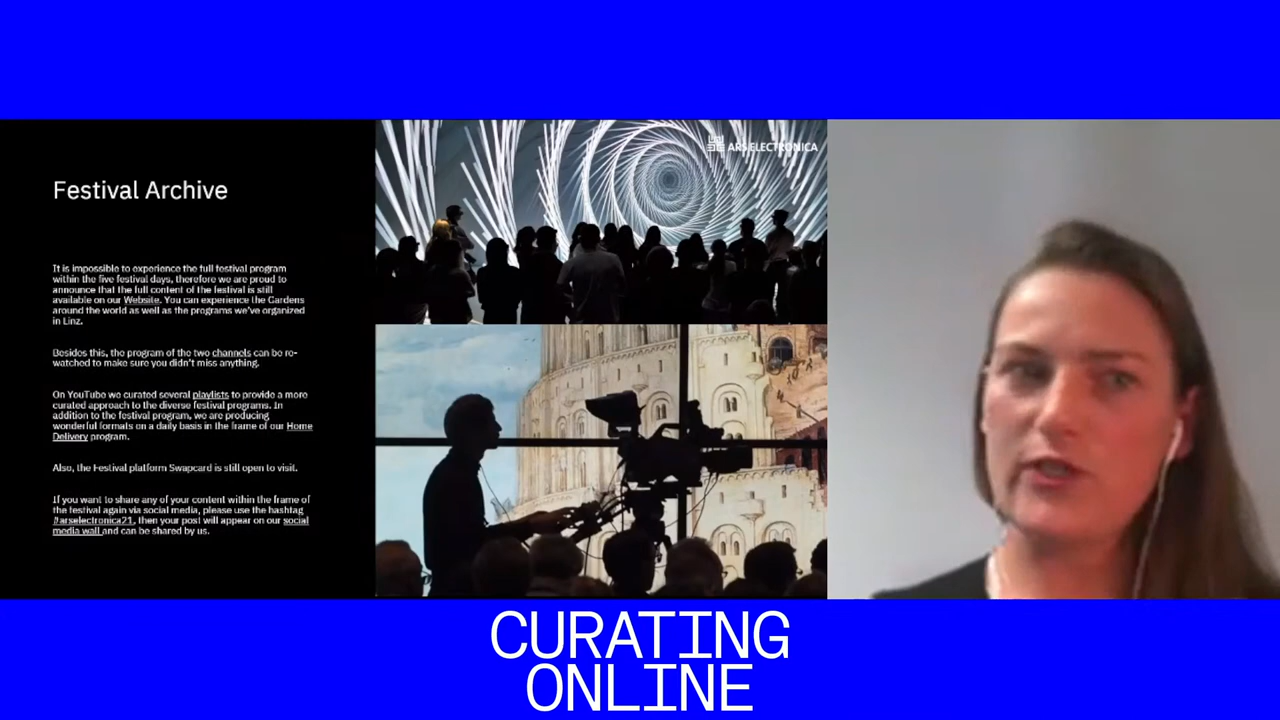 Festival Archive
It is impossible to experience the full festival program
within the five festival days, therefore we are proud to
announce that the full content of the festival is still
available on our Website. You can experience the Gardens
around the world as well as the programs we've organized
in Linz.
Besides this, the program of the two channels can be re-
watched to make sure you didn't miss anything.
On YouTube we curated several playlists to provide a more
curated approach to the diverse festival programs. In
addition to the festival program, we are producing
wonderful formats on a daily basis in the frame of our Home
Delivery program.
Also, the Festival platform Swapcard is still open to visit.
If you want to share any of your content within the frame of
the festival again via social media, please use the hashtag
#arselectronica21, then your post will appear on our social
media wall and can be shared by us.
ARS ELECTRONICA
CURATING
ONLINE